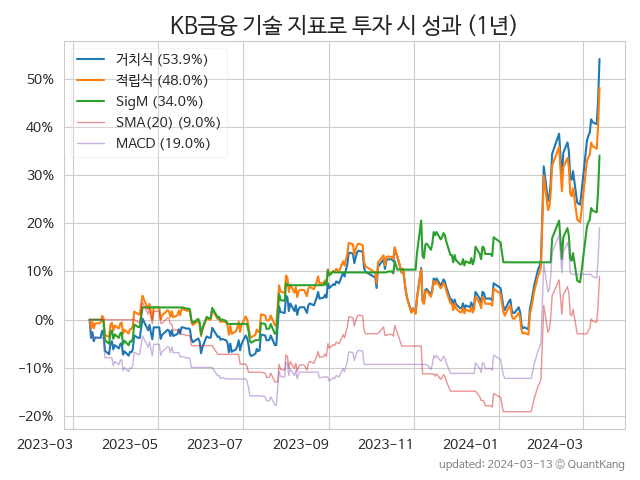 KB금융 기술 지표로 투자 시 성과 (1년)
거치식 (53.9%)
적립식 (48.0%)
SigM (34.0%)
SMA(20) (9.0%)
MACD (19.0%)
50%
40%
30%
20%
10%
0%
−10%
−20%
2023-03 2023-05 2023-07 2023-09 2023-11 2024-01 2024-03
updated: 2024-03-13 © QuantKang